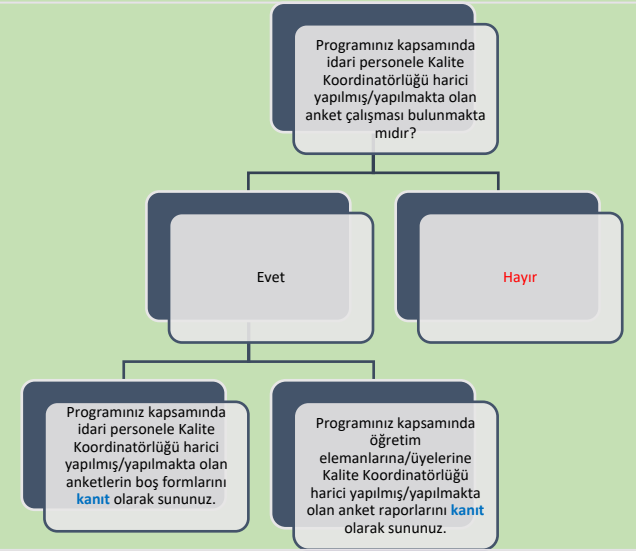 Programınız kapsamında
idari personele Kalite
Koordinatörlüğü harici
yapılmış/yapılmakta olan
anket çalışması bulunmakta
mıdır?
Evet
Hayır
Programınız kapsamında
idari personele Kalite
Koordinatörlüğü harici
yapılmış/yapılmakta olan
anketlerin boş formlarını
kanıt olarak sununuz.
Programınız kapsamında
öğretim
elemanlarına/üyelerine
Kalite Koordinatörlüğü
harici yapılmış/yapılmakta
olan anket raporlarını kanıt
olarak sununuz.